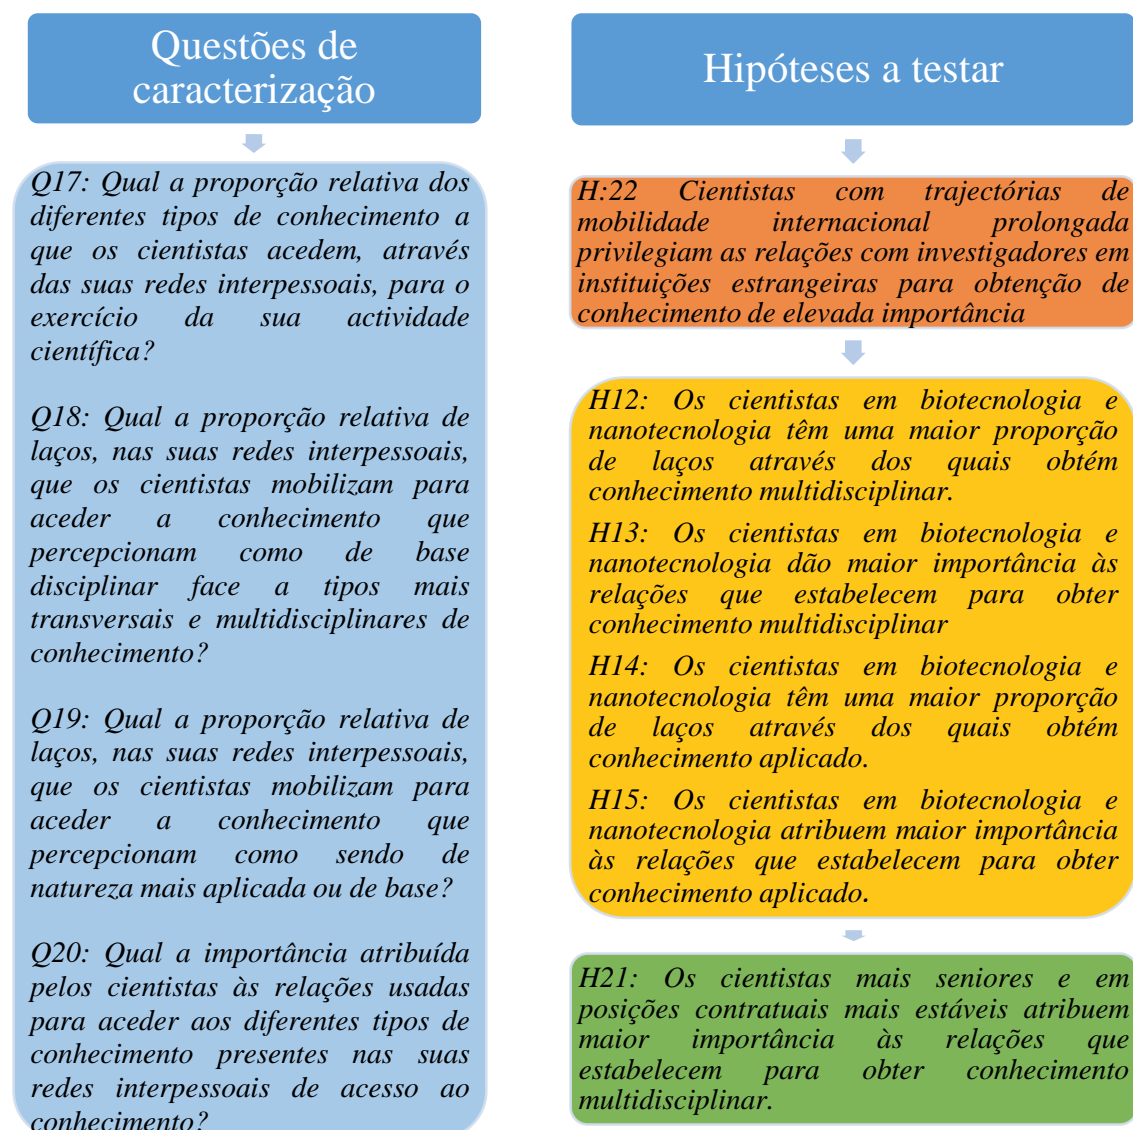 Questões de
caracterização
Q17: Qual a proporção relativa dos
diferentes tipos de conhecimento a
que os cientistas acedem, através
das suas redes interpessoais, para o
exercício da sua actividade
científica?
Q18: Qual a proporção relativa de
laços, nas suas redes interpessoais,
que os cientistas mobilizam para
aceder a conhecimento que
percepcionam como de base
disciplinar face a tipos mais
transversais e multidisciplinares de
conhecimento?
Q19: Qual a proporção relativa de
laços, nas suas redes interpessoais,
que os cientistas mobilizam para
aceder a conhecimento que
percepcionam como sendo de
natureza mais aplicada ou de base?
Q20: Qual a importância atribuída
pelos cientistas às relações usadas
para aceder aos diferentes tipos de
conhecimento presentes nas suas
redes interpessoais de acesso ao
conhecimento?
Hipóteses a testar
H:22 Cientistas com trajectórias de
mobilidade internacional prolongada
privilegiam as relações com investigadores em
instituições estrangeiras para obtenção de
conhecimento de elevada importância
H12: Os cientistas em biotecnologia e
nanotecnologia têm uma maior proporção
de laços através dos quais obtém
conhecimento multidisciplinar.
H13: Os cientistas em biotecnologia e
nanotecnologia dão maior importância às
relações que estabelecem para obter
conhecimento multidisciplinar
H14: Os cientistas em biotecnologia e
nanotecnologia têm uma maior proporção
de laços através dos quais obtém
conhecimento aplicado.
H15: Os cientistas em biotecnologia e
nanotecnologia atribuem maior importância
às relações que estabelecem para obter
conhecimento aplicado.
H21: Os cientistas mais seniores e em
posições contratuais mais estáveis atribuem
maior importância às relações que
estabelecem para obter conhecimento
multidisciplinar.